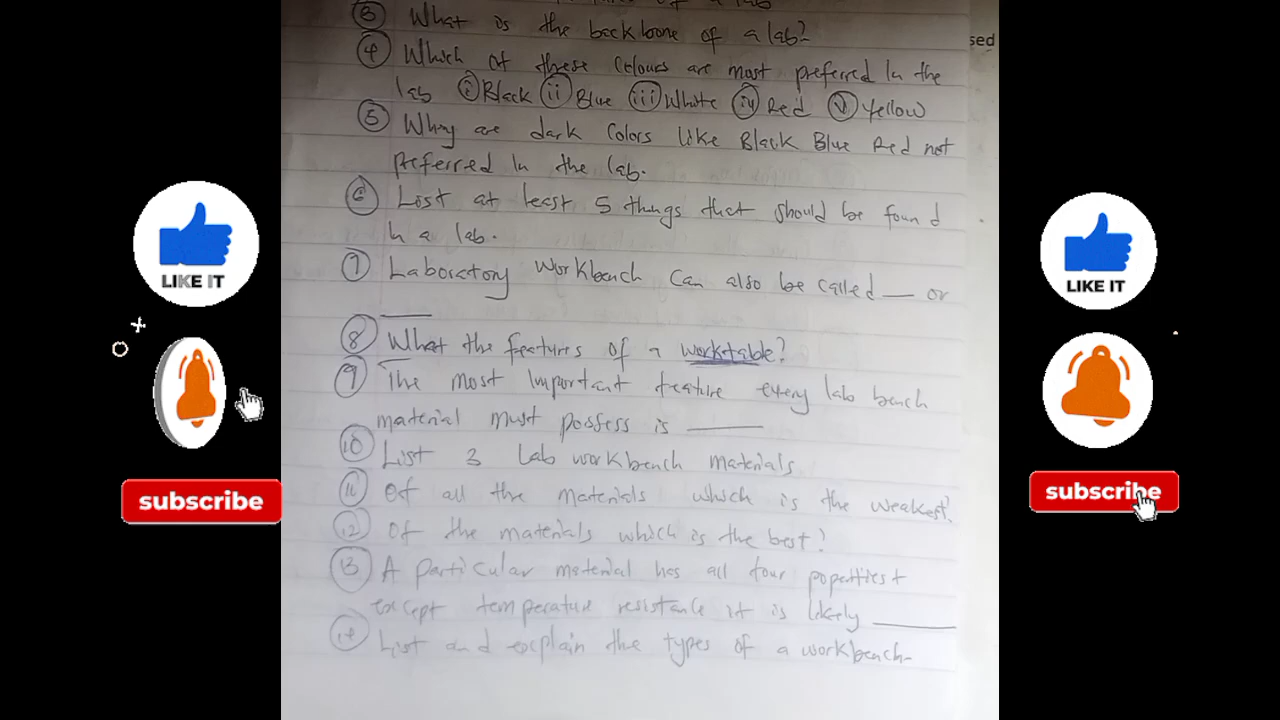 ③ What is the backbone of a lab?
sed
④ Which of these Colours are most preferred In the
lab ⓘ Black ⅱ Blue ⅲ White ⅳ Red ⅴ Yellow
⑤ Why are dark Colors like Black Blue Red not
preferred In the lab.
⑥ List at least 5 things that should be found
In a lab.
LIKE IT
LIKE IT
⑦ Laboratory Workbench Can also be called ___ or
___
⑧ What the features of a worktable?
⑨ The most Important feature every lab bench
material must possess is ___
⑩ List 3 Lab workbench materials
subscribe
subscribe
⑪ Of all the materials which is the weakest?
⑫ Of the materials which is the best?
⑬ A particular material has all four poperties t
except temperature resistance it is likely ___
⑭ List and explain the types of a workbench-